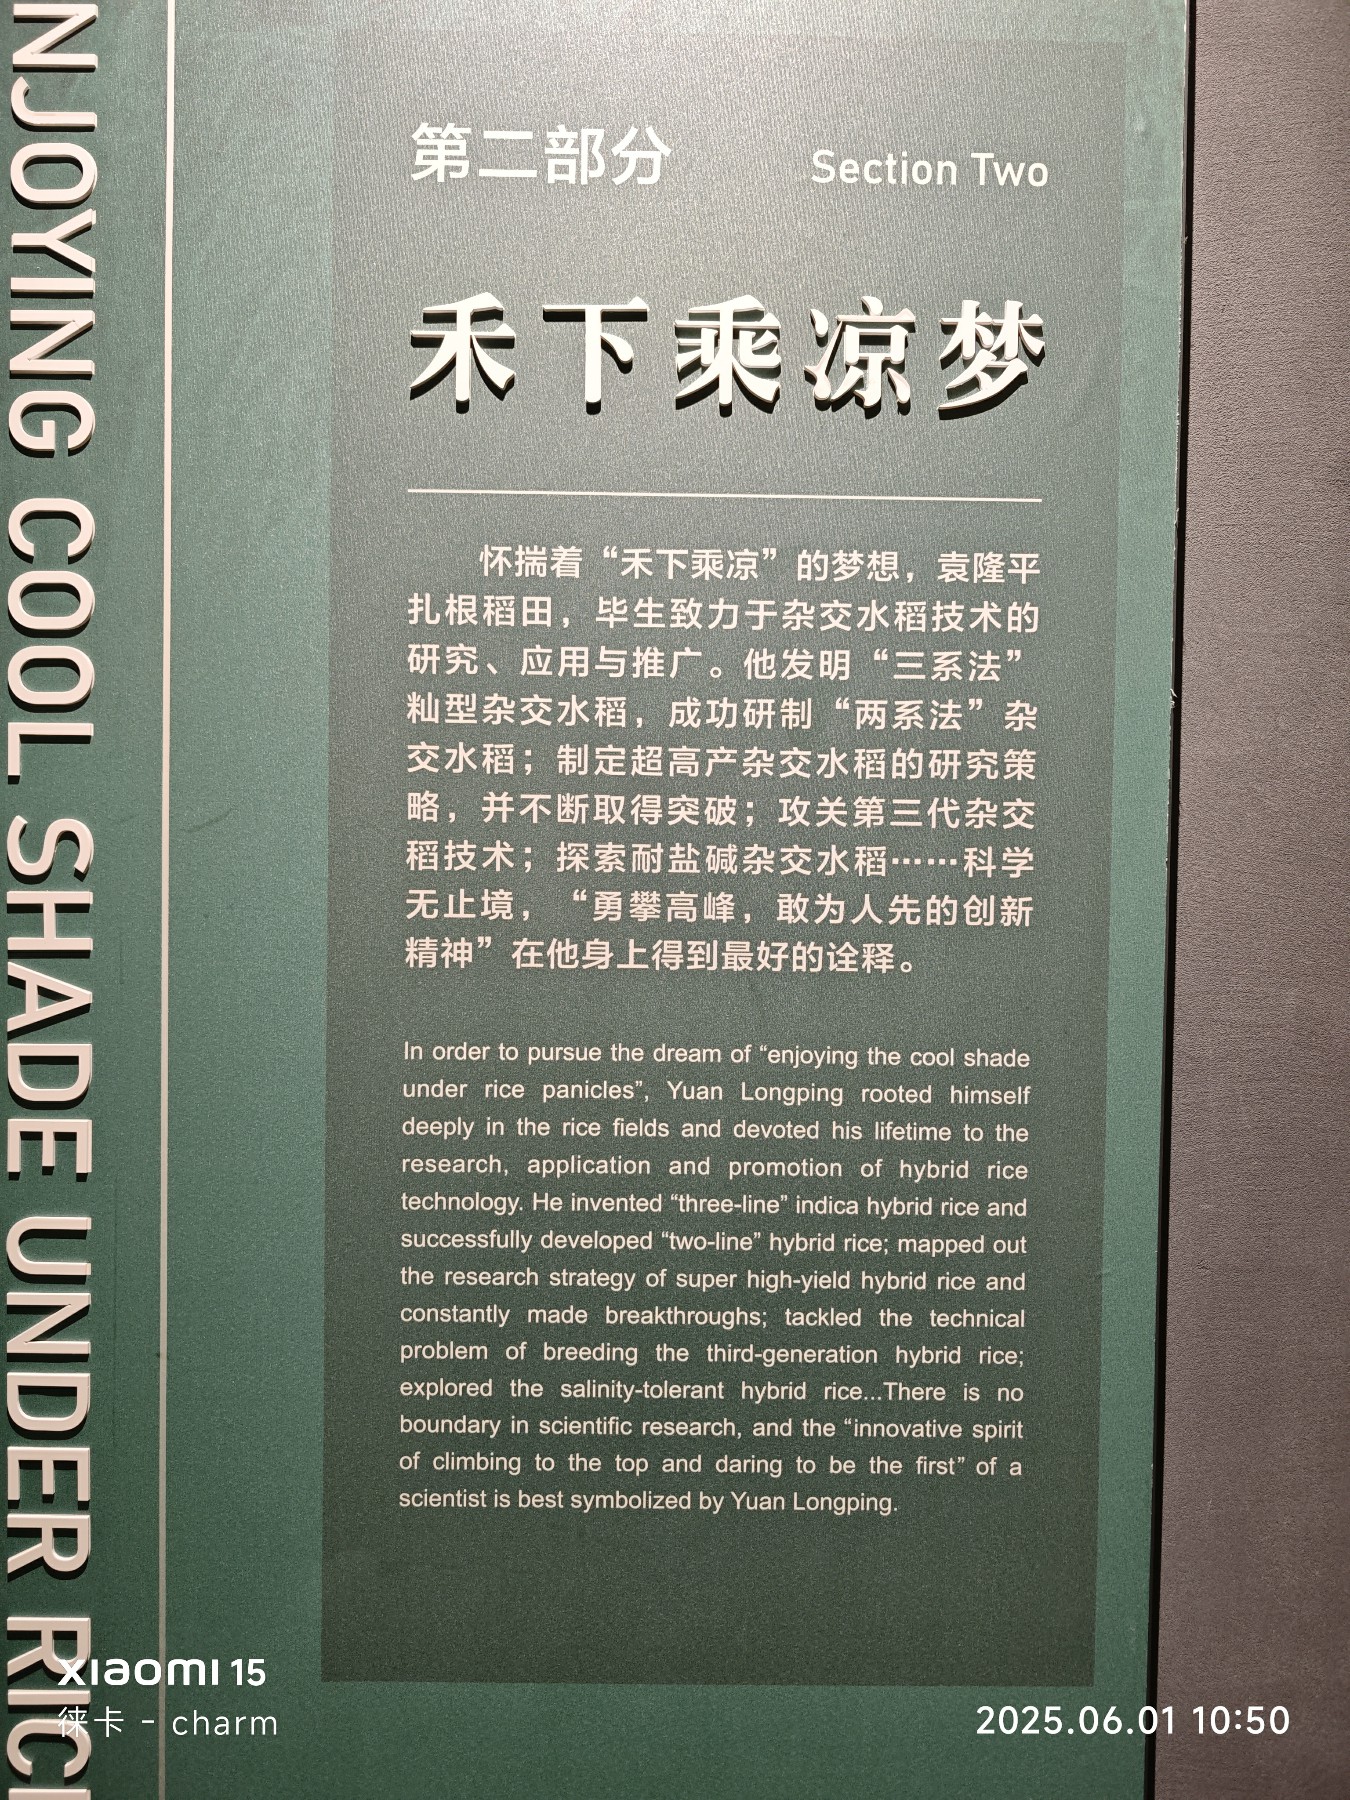 NJOYING COOL SHADE UNDER RIC
第二部分
Section Two
禾下乘凉梦
怀揣着“禾下乘凉”的梦想，袁隆平
扎根稻田，毕生致力于杂交水稻技术的
研究、应用与推广。他发明“三系法”
籼型杂交水稻，成功研制“两系法”杂
交水稻；制定超高产杂交水稻的研究策
略，并不断取得突破；攻关第三代杂交
稻技术；探索耐盐碱杂交水稻……科学
无止境，“勇攀高峰，敢为人先的创新
精神”在他身上得到最好的诠释。
In order to pursue the dream of “enjoying the cool shade
under rice panicles”, Yuan Longping rooted himself
deeply in the rice fields and devoted his lifetime to the
research, application and promotion of hybrid rice
technology. He invented “three-line” indica hybrid rice and
successfully developed “two-line” hybrid rice; mapped out
the research strategy of super high-yield hybrid rice and
constantly made breakthroughs; tackled the technical
problem of breeding the third-generation hybrid rice;
explored the salinity-tolerant hybrid rice...There is no
boundary in scientific research, and the “innovative spirit
of climbing to the top and daring to be the first” of a
scientist is best symbolized by Yuan Longping.
xiaomi 15
徕卡 - charm
2025.06.01 10:50